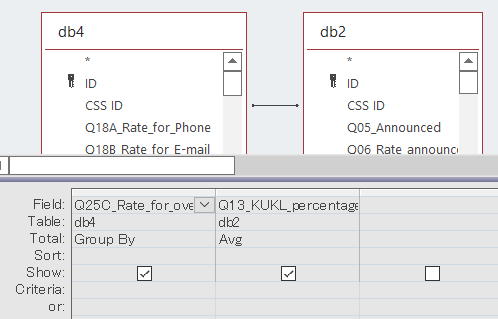 db4
*
ID
CSS ID
Q18A_Rate_for_Phone
Q18B_Rate_for_E-mail
db2
*
ID
CSS ID
Q05_Announced
Q06_Rate_announc
Field: Q25C_Rate_for_ove Q13_KUKL_percentage
Table: db4 db2
Total: Group By Avg
Sort:
Show:
Criteria:
or: